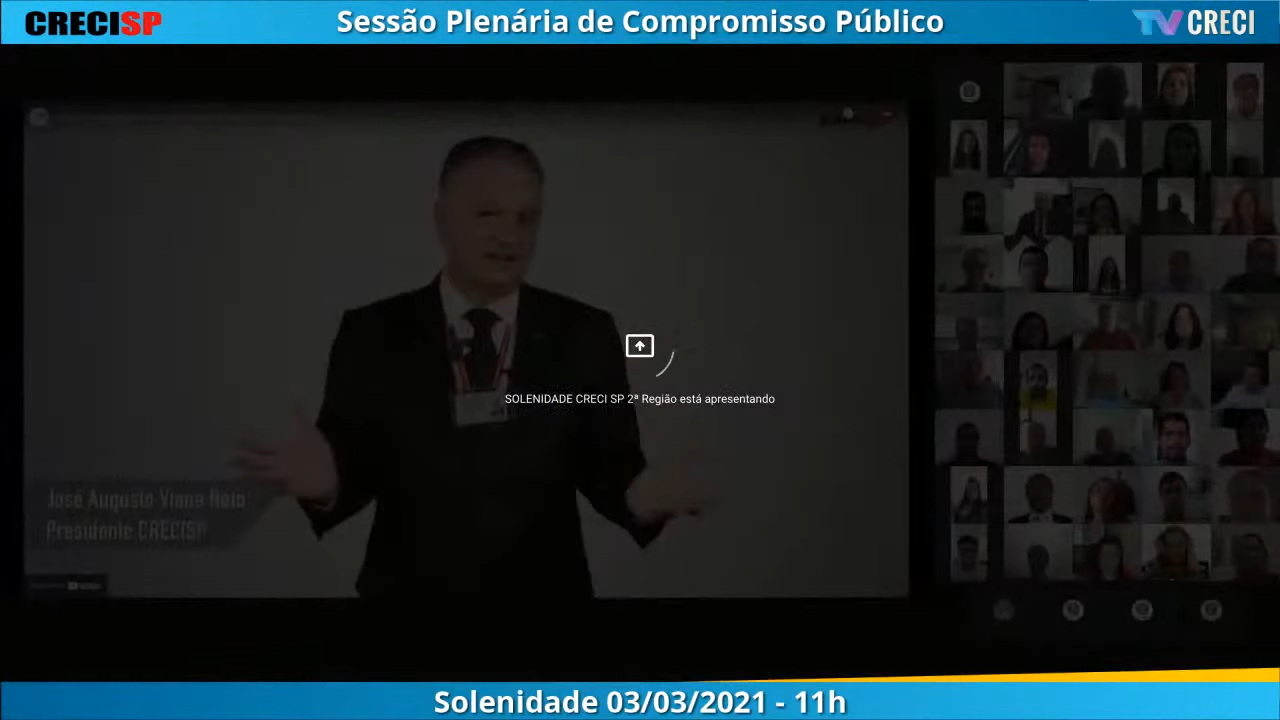 CRECISP
Sessão Plenária de Compromisso Público
TV CRECI
SOLENIDADE CRECI SP 2ª Região está apresentando
José Augusto Viana Neto
Presidente CRECISP
Solenidade 03/03/2021 - 11h